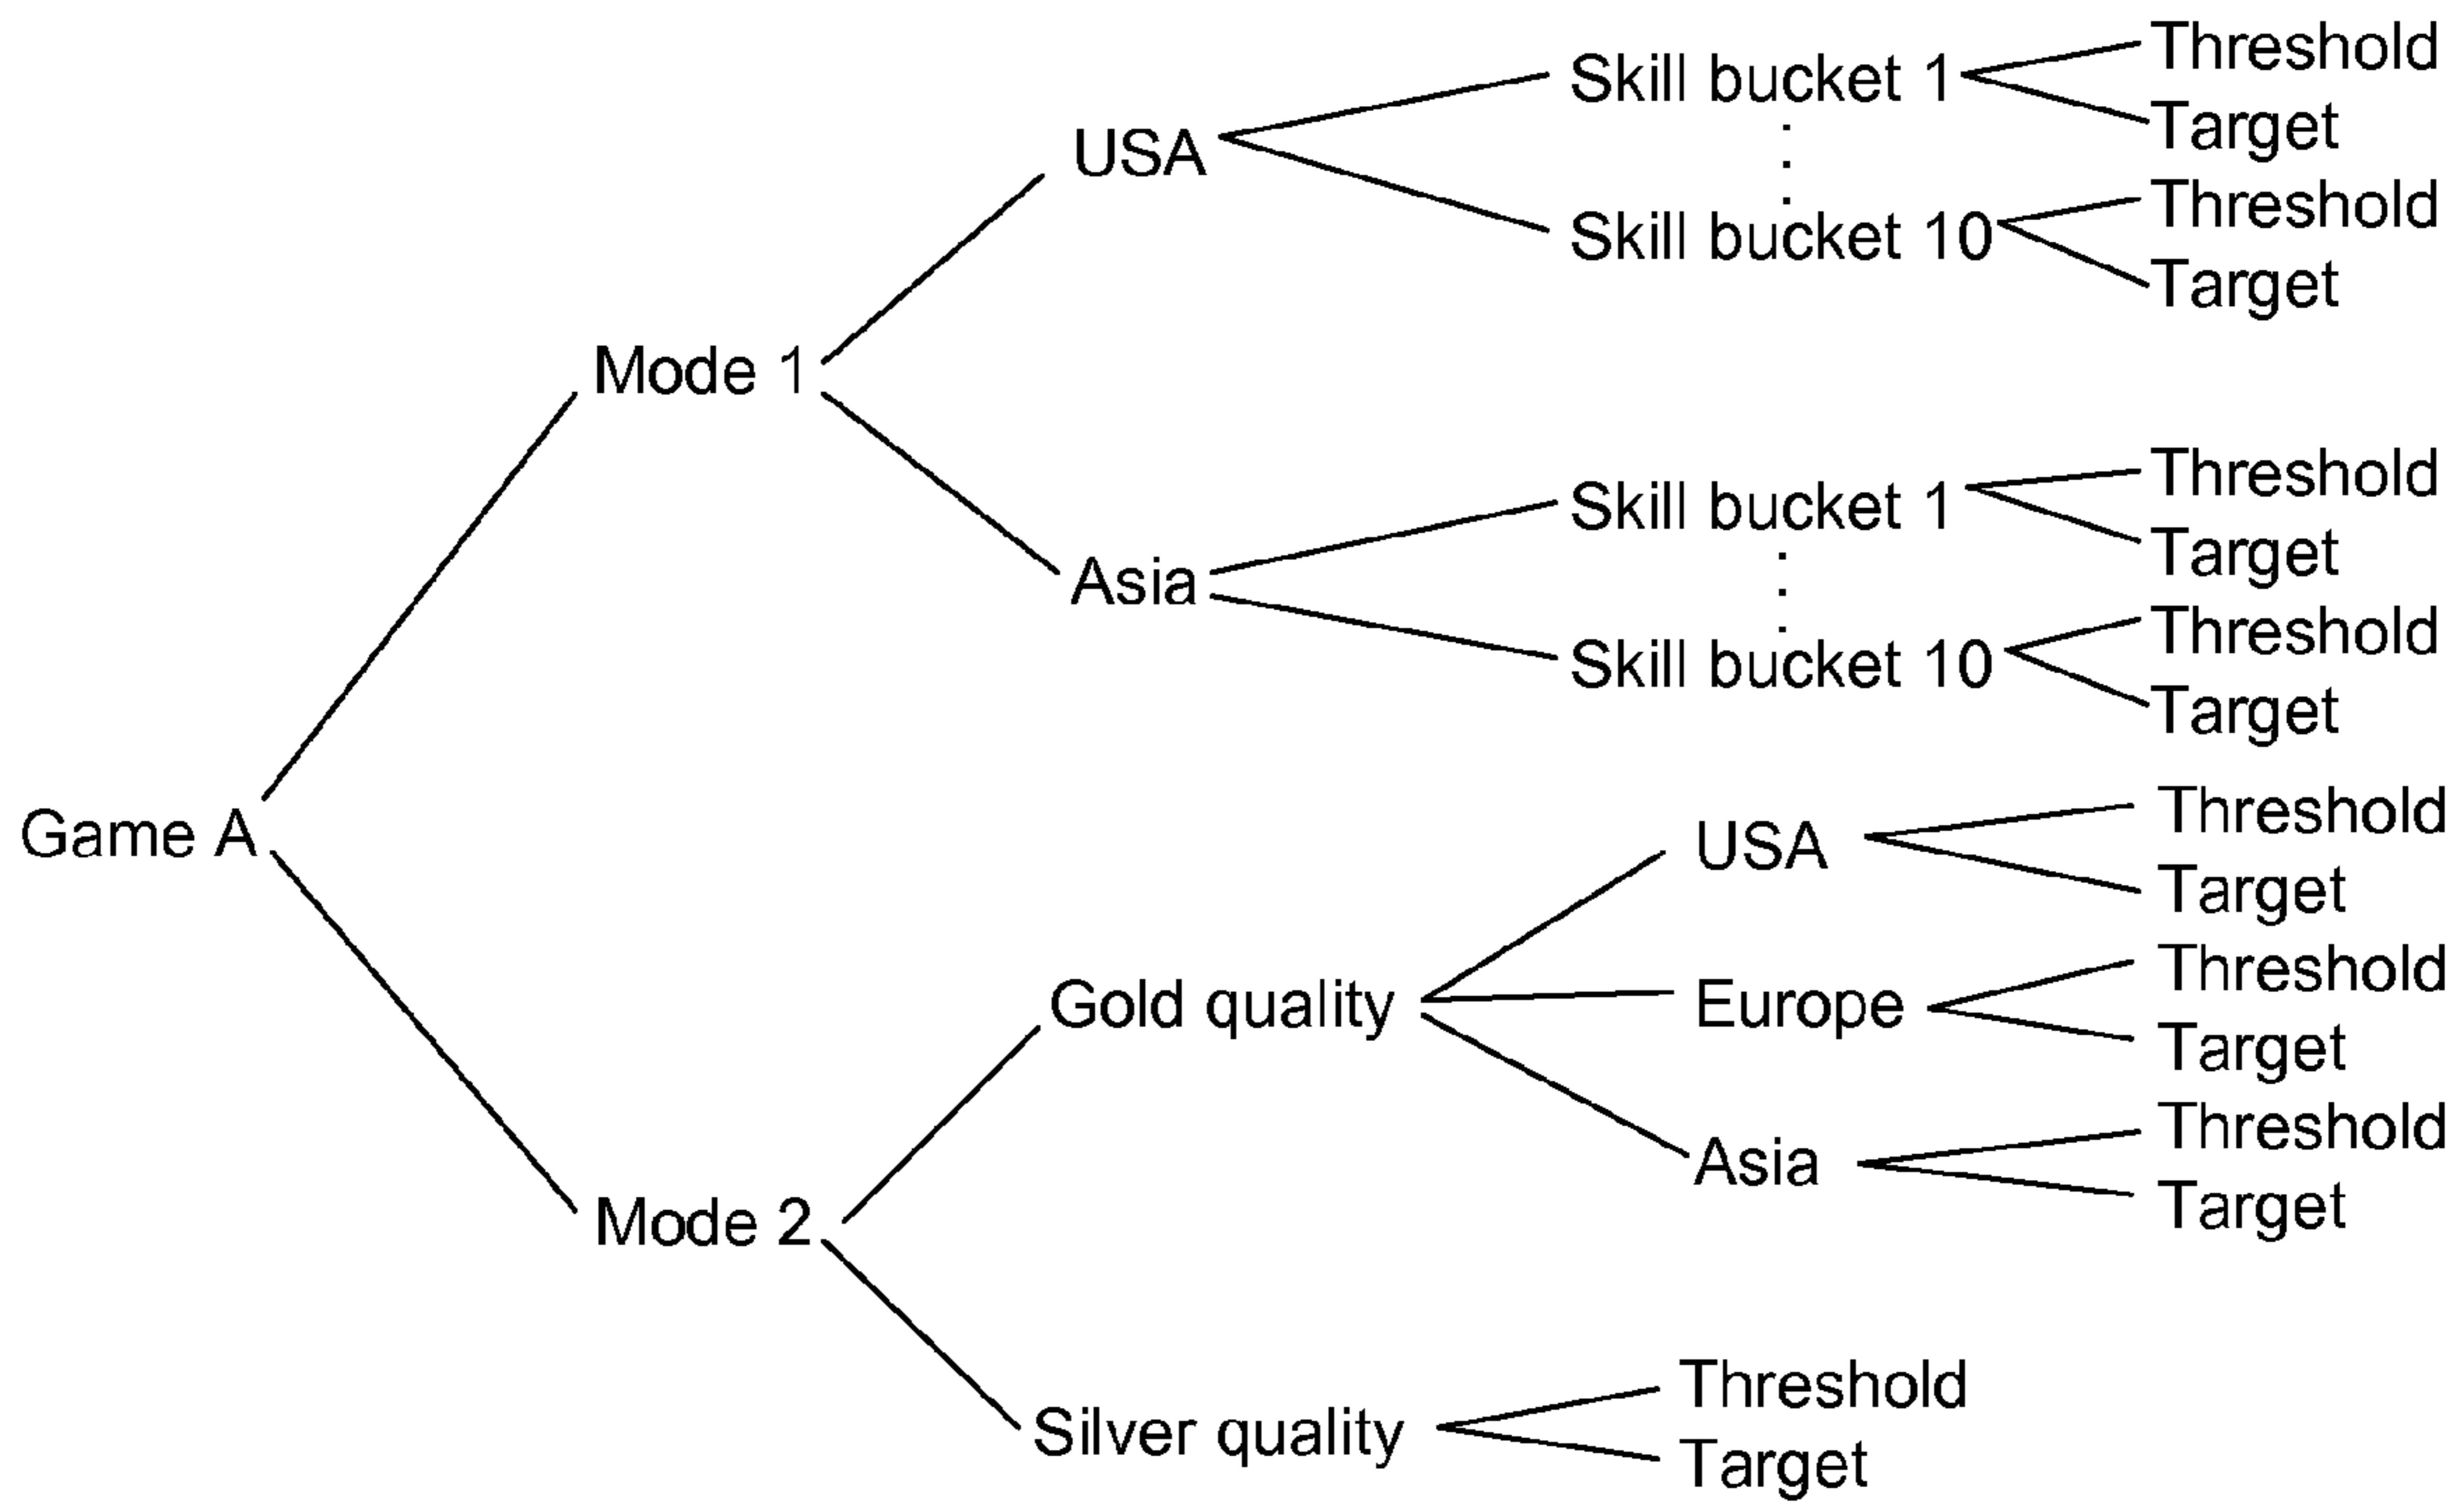 Threshold
Skill bucket 1
Target
USA
Threshold
Skill bucket 10
Target
Mode 1
Threshold
Skill bucket 1
Target
Asia
Threshold
Skill bucket 10
Target
Threshold
Game A
USA
Target
Threshold
Gold quality
Europe
Target
Threshold
Asia
Target
Mode 2
Threshold
Silver quality
Target